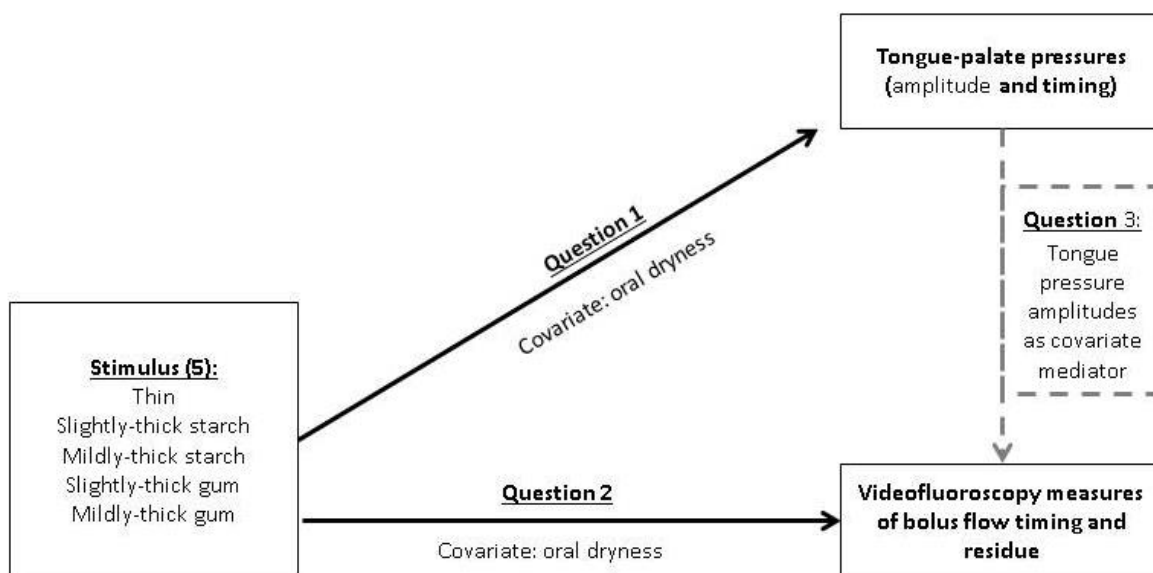 Tongue-palate pressures
(amplitude and timing)
Question 1
Covariate: oral dryness
Question 3:
Tongue
pressure
amplitudes
as covariate
mediator
Stimulus (5):
Thin
Slightly-thick starch
Mildly-thick starch
Slightly-thick gum
Mildly-thick gum
Question 2
Covariate: oral dryness
Videofluoroscopy measures
of bolus flow timing and
residue